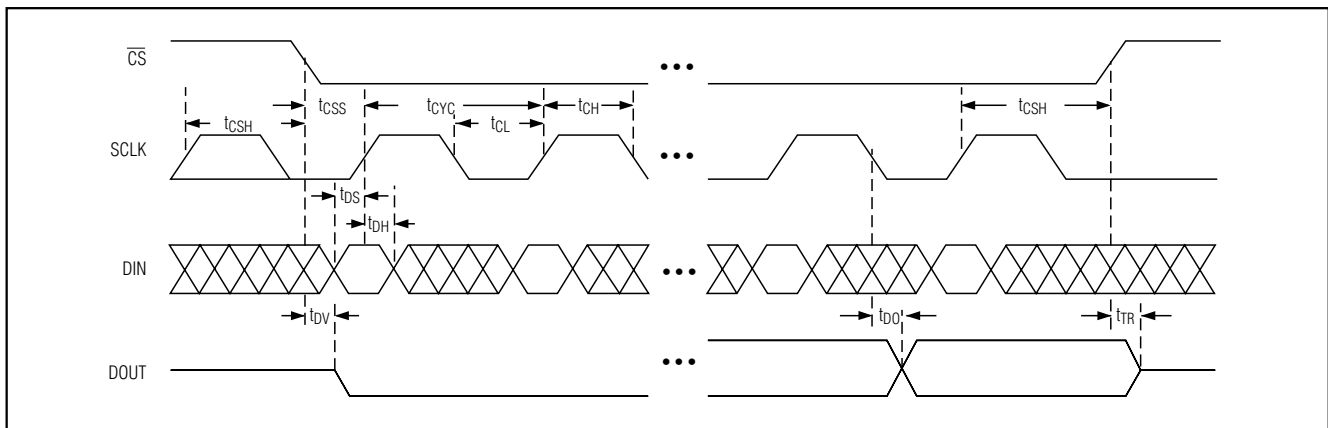 CS
tCSS
tCYC
tCH
tCSH
tCSH
tCL
SCLK
tDS
tDH
DIN
tDV
tDO
tTR
DOUT